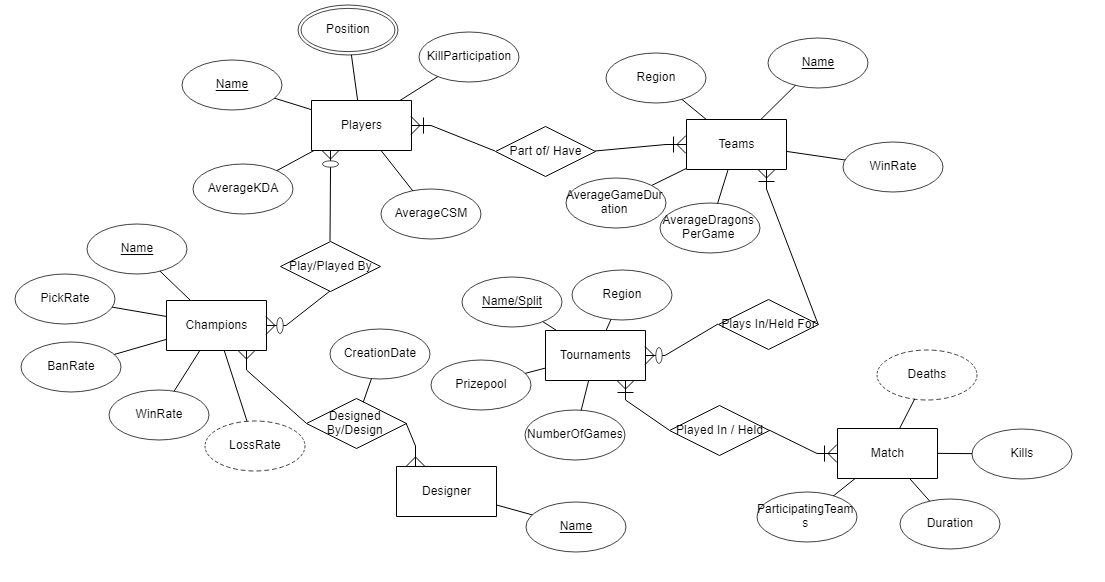 Position
KillParticipation
Name
Players
AverageKDA
AverageCSM
Part of/ Have
Region
Name
Teams
WinRate
AverageGameDur
ation
AverageDragons
PerGame
Play/Played By
Name
PickRate
Champions
BanRate
WinRate
LossRate
CreationDate
Designed
By/Design
Designer
Name
Name/Split
Region
Plays In/Held For
Tournaments
Prizepool
NumberOfGames
Played In / Held
Deaths
Match
Kills
ParticipatingTeam
s
Duration